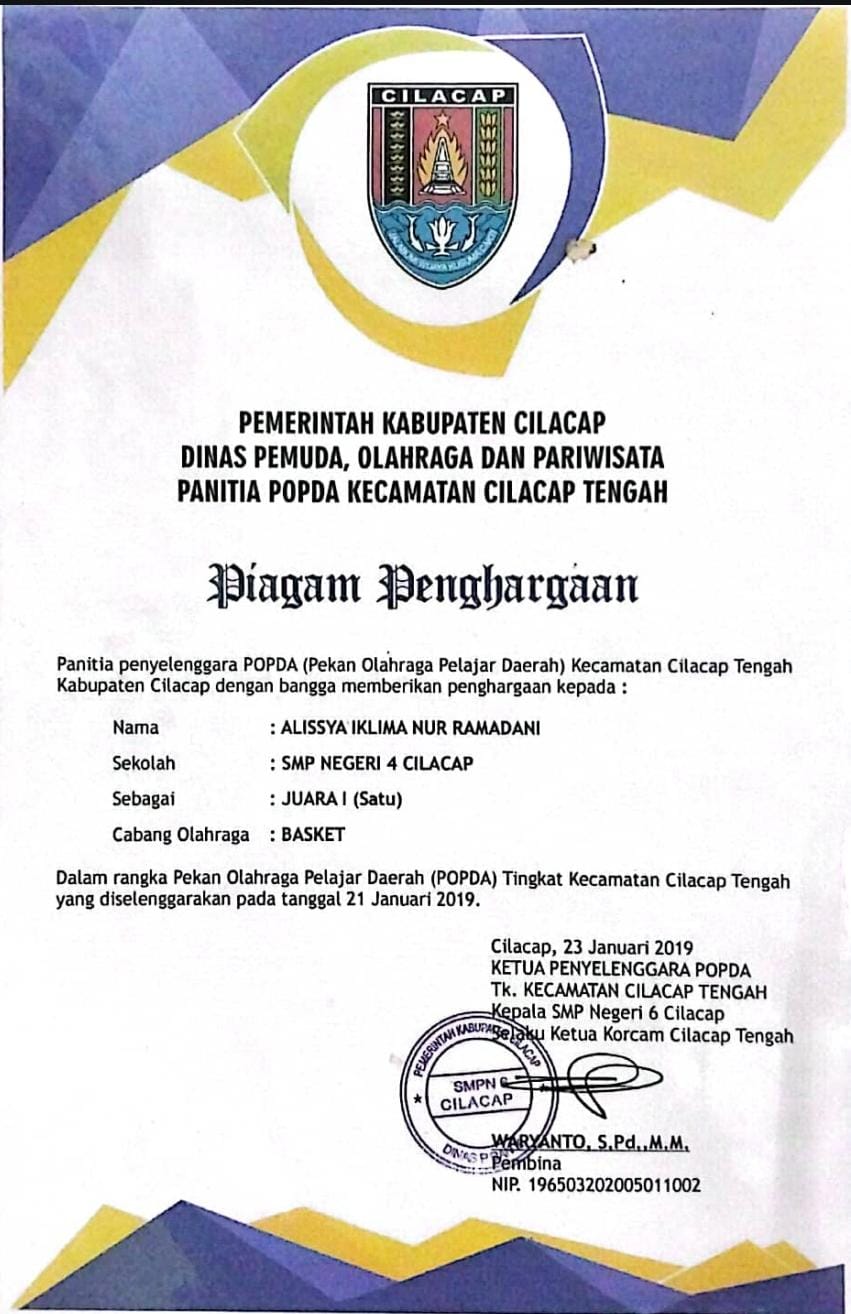 CILACAP
PEMERINTAH KABUPATEN CILACAP
DINAS PEMUDA, OLAHRAGA DAN PARIWISATA
PANITIA POPDA KECAMATAN CILACAP TENGAH
Piagam Penghargaan
Panitia penyelenggara POPDA (Pekan Olahraga Pelajar Daerah) Kecamatan Cilacap Tengah
Kabupaten Cilacap dengan bangga memberikan penghargaan kepada :
Nama : ALISSYA IKLIMA NUR RAMADANI
Sekolah : SMP NEGERI 4 CILACAP
Sebagai : JUARA I (Satu)
Cabang Olahraga : BASKET
Dalam rangka Pekan Olahraga Pelajar Daerah (POPDA) Tingkat Kecamatan Cilacap Tengah
yang diselenggarakan pada tanggal 21 Januari 2019.
Cilacap, 23 Januari 2019
KETUA PENYELENGGARA POPDA
Tk. KECAMATAN CILACAP TENGAH
Kepala SMP Negeri 6 Cilacap
Selaku Ketua Korcam Cilacap Tengah
PEMERINTAH KABUPATEN CILACAP
SMPN 6
CILACAP
DINAS
WARYANTO, S.Pd.,M.M.
Pembina
NIP. 196503202005011002